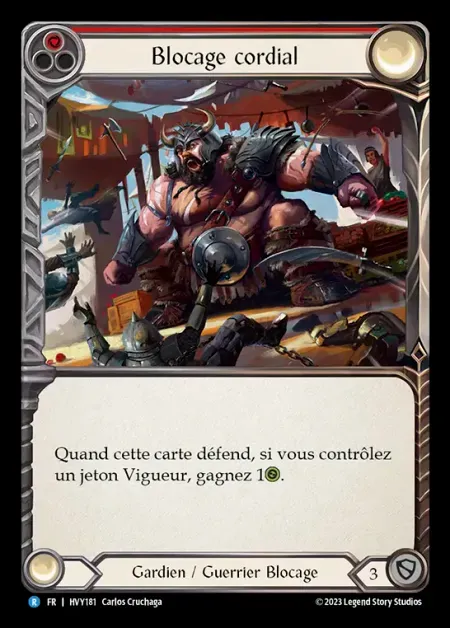 Blocage cordial
Quand cette carte défend, si vous contrôlez
un jeton Vigueur, gagnez 1.
Gardien / Guerrier Blocage
3
R FR | HVY181 Carlos Cruchaga
© 2023 Legend Story Studios